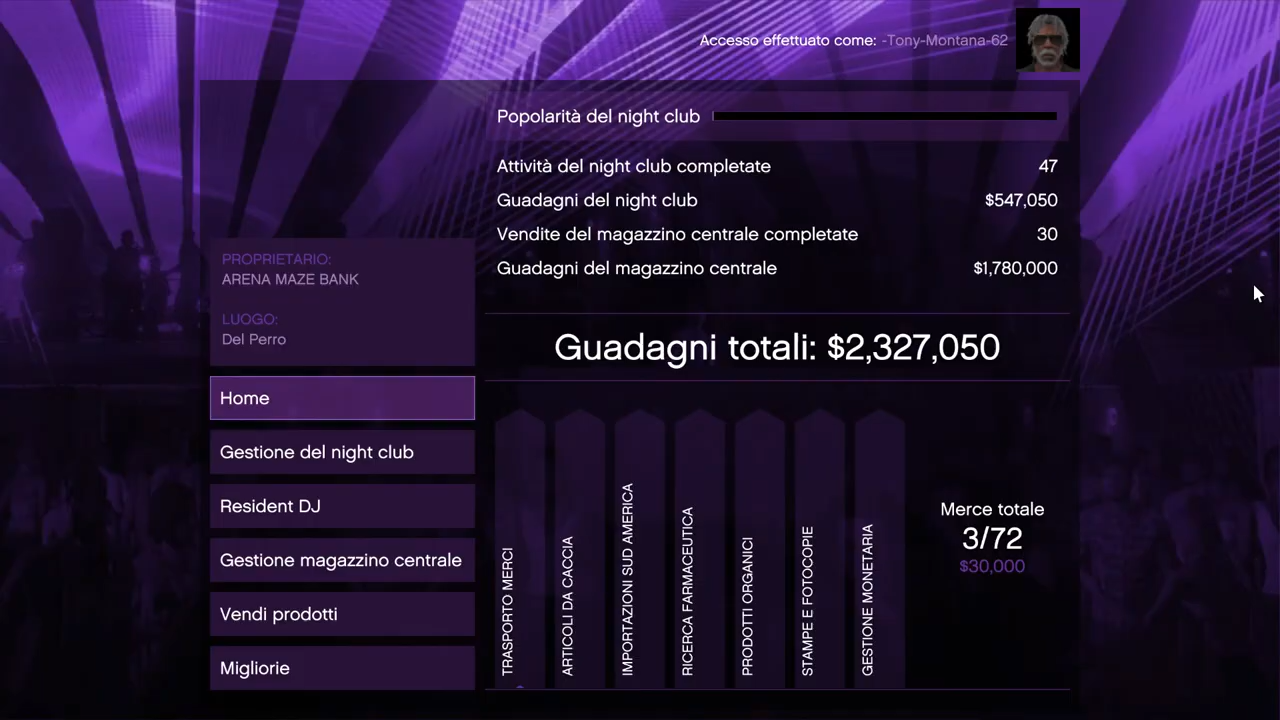 Accesso effettuato come: -Tony-Montana-62
Popolarità del night club
Attività del night club completate 47
Guadagni del night club $547,050
Vendite del magazzino centrale completate 30
Guadagni del magazzino centrale $1,780,000
PROPRIETARIO:
ARENA MAZE BANK
LUOGO:
Del Perro
Guadagni totali: $2,327,050
Home
Gestione del night club
Resident DJ
Gestione magazzino centrale
Vendi prodotti
Migliorie
TRASPORTO MERCI
ARTICOLI DA CACCIA
IMPORTAZIONI SUD AMERICA
RICERCA FARMACEUTICA
PRODOTTI ORGANICI
STAMPE E FOTOCOPIE
GESTIONE MONETARIA
Merce totale
3/72
$30,000